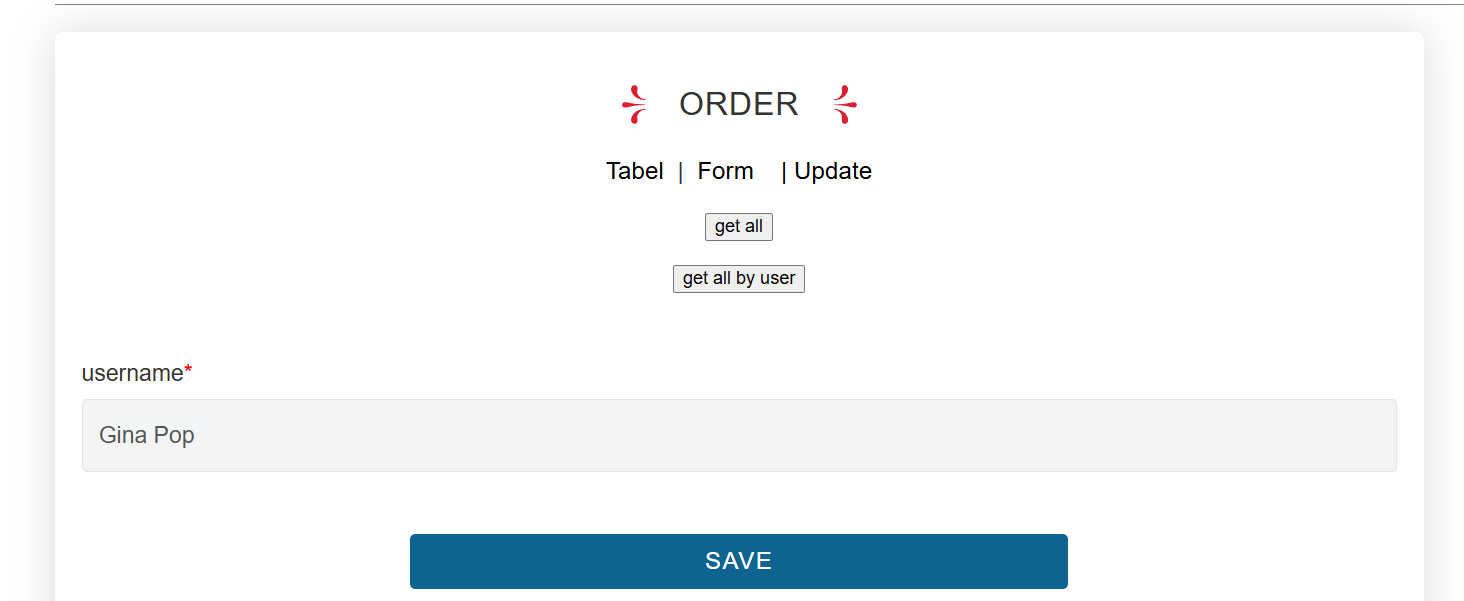 ORDER
Tabel | Form | Update
get all
get all by user
username*
Gina Pop
SAVE